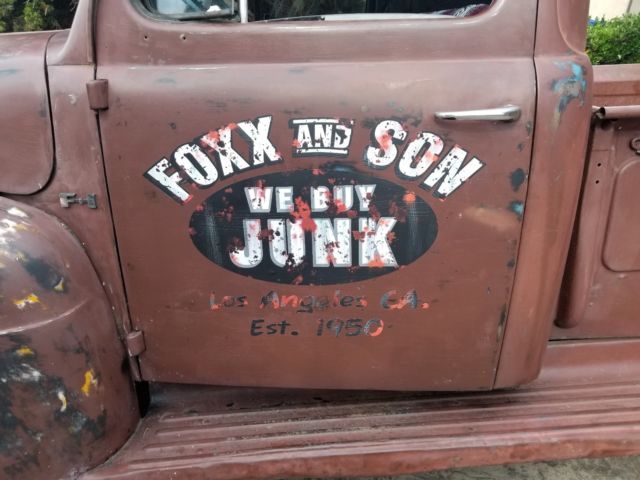 FOXX AND SON
WE BUY
JUNK
Los Angeles CA.
Est. 1950